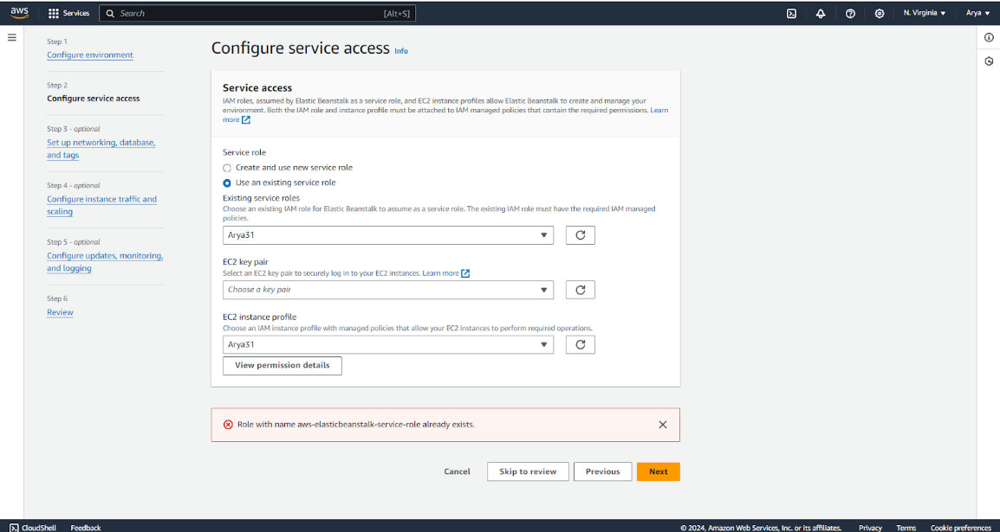 aws
Services
Search
[Alt+S]
N. Virginia
Arya
Step 1
Configure environment
Step 2
Configure service access
Step 3 - optional
Set up networking, database,
and tags
Step 4 - optional
Configure instance traffic and
scaling
Step 5 - optional
Configure updates, monitoring,
and logging
Step 6
Review
Configure service access Info
Service access
IAM roles, assumed by Elastic Beanstalk as a service role, and EC2 instance profiles allow Elastic Beanstalk to create and manage your
environment. Both the IAM role and instance profile must be attached to IAM managed policies that contain the required permissions. Learn
more
Service role
Create and use new service role
Use an existing service role
Existing service roles
Choose an existing IAM role for Elastic Beanstalk to assume as a service role. The existing IAM role must have the required IAM managed
policies.
Arya31
EC2 key pair
Select an EC2 key pair to securely log in to your EC2 instances. Learn more
Choose a key pair
EC2 instance profile
Choose an IAM instance profile with managed policies that allow your EC2 instances to perform required operations.
Arya31
View permission details
Role with name aws-elasticbeanstalk-service-role already exists.
Cancel
Skip to review
Previous
Next
CloudShell
Feedback
© 2024, Amazon Web Services, Inc. or its affiliates.
Privacy
Terms
Cookie preferences